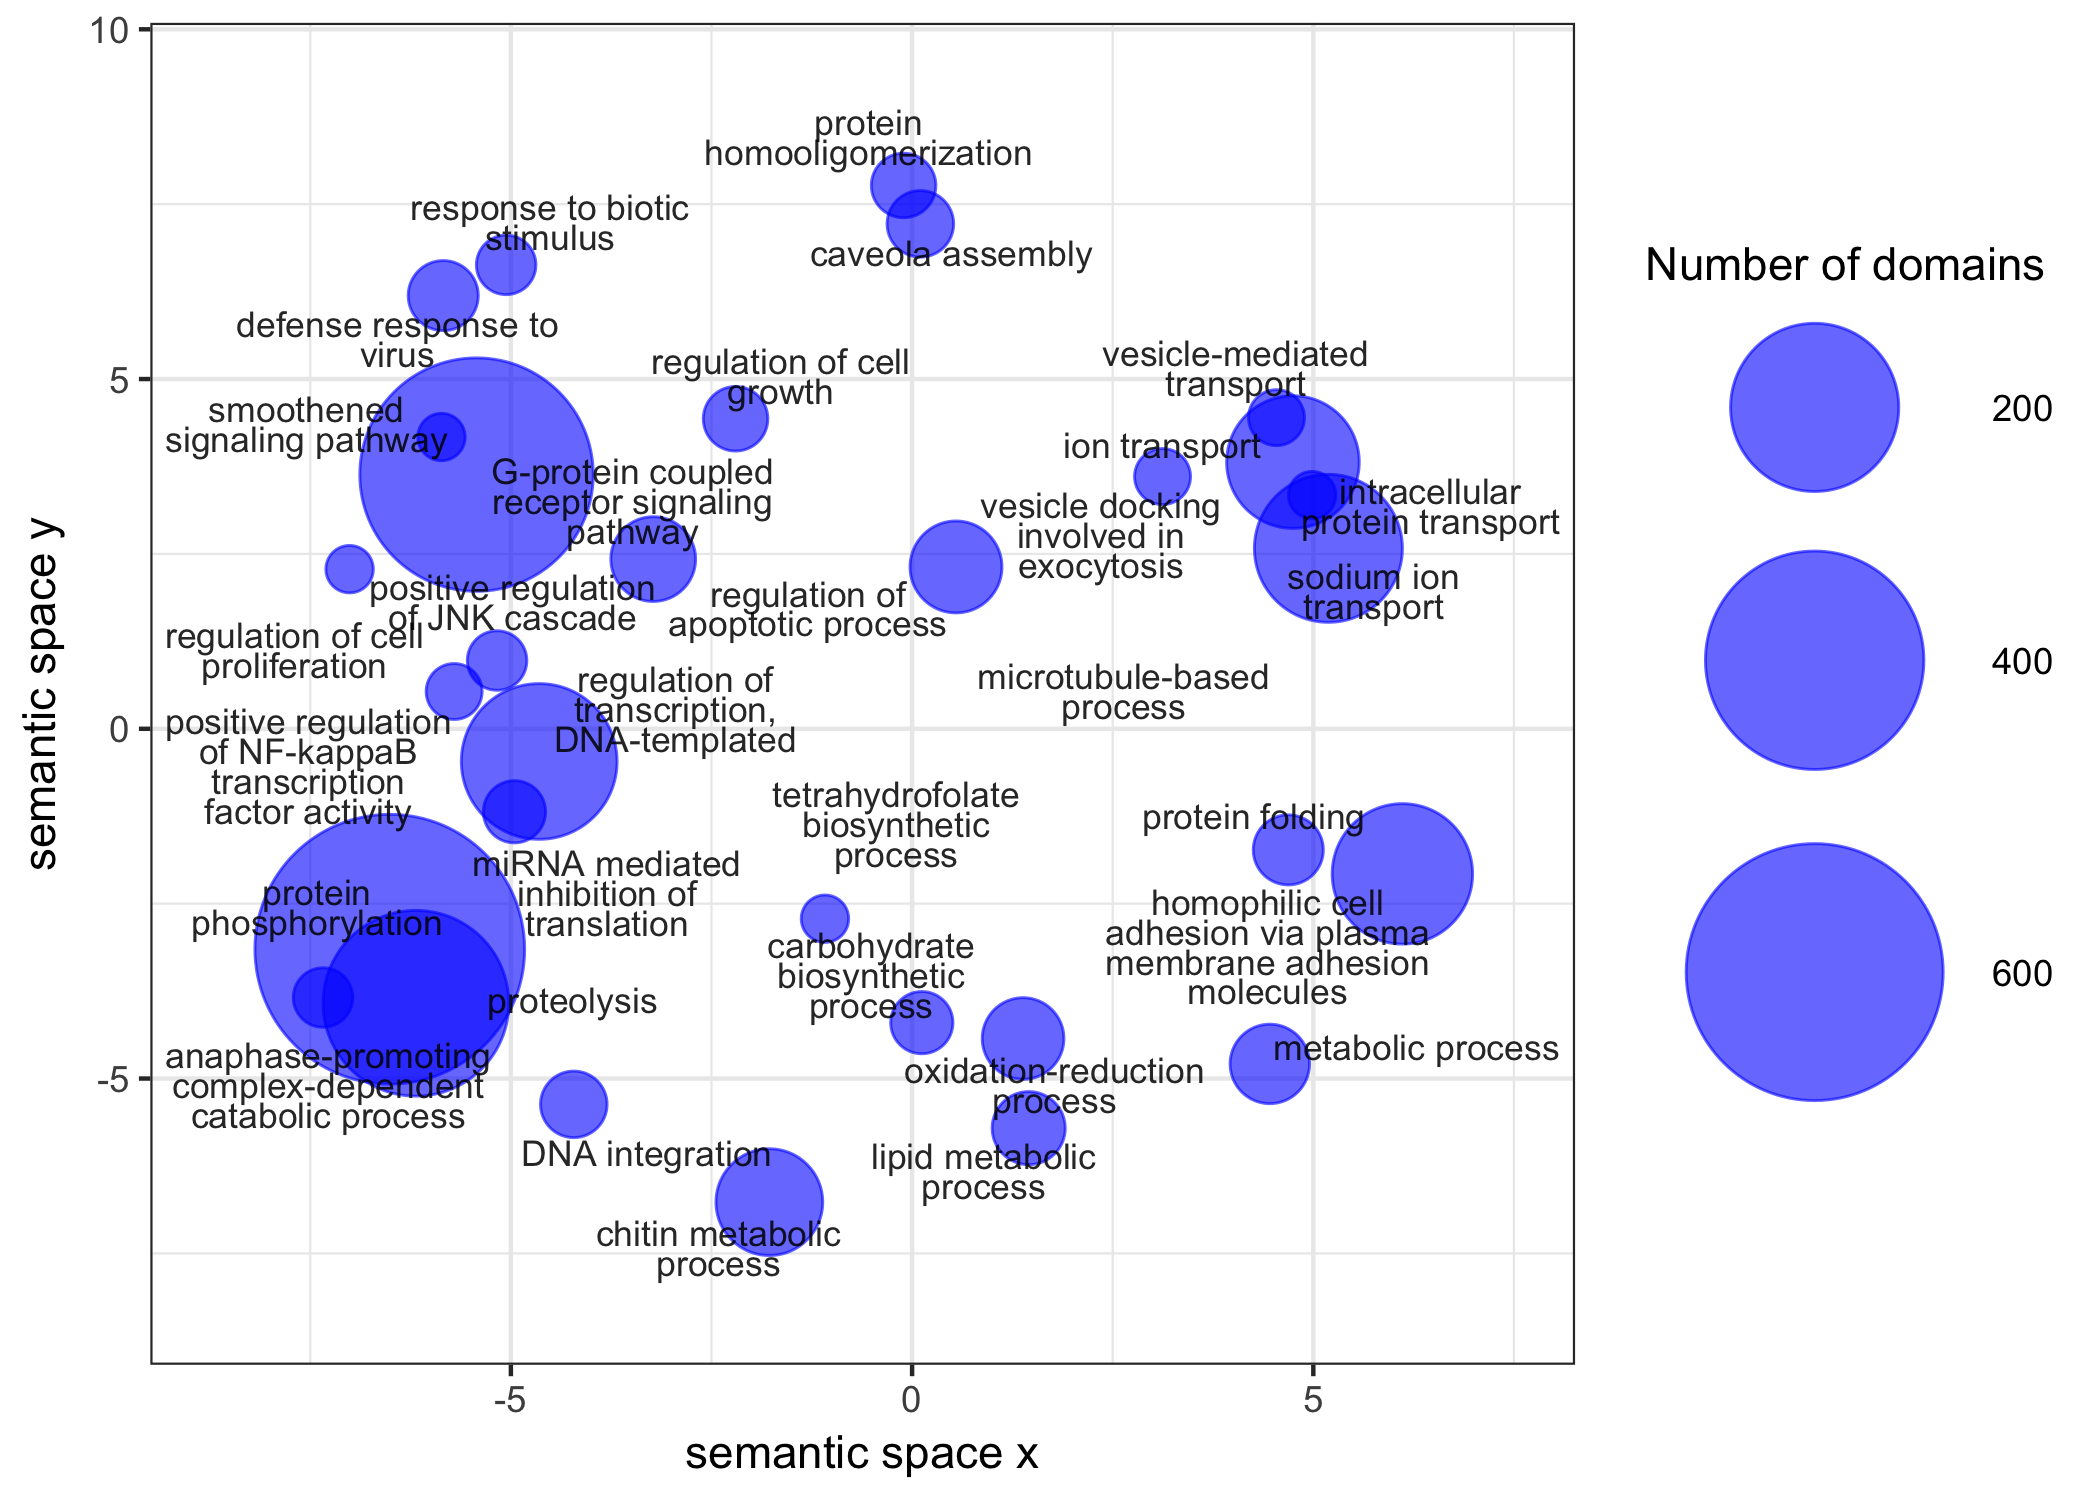 10
5
0
-5
semantic space y
protein
homooligomerization
caveola assembly
response to biotic
stimulus
defense response to
virus
regulation of cell
growth
smoothened
signaling pathway
G-protein coupled
receptor signaling
pathway
vesicle-mediated
transport
ion transport
intracellular
protein transport
vesicle docking
involved in
exocytosis
sodium ion
transport
positive regulation
of JNK cascade
regulation of
apoptotic process
regulation of cell
proliferation
microtubule-based
process
regulation of
transcription,
DNA-templated
positive regulation
of NF-kappaB
transcription
factor activity
tetrahydrofolate
biosynthetic
process
protein folding
miRNA mediated
inhibition of
translation
protein
phosphorylation
homophilic cell
adhesion via plasma
membrane adhesion
molecules
carbohydrate
biosynthetic
process
proteolysis
anaphase-promoting
complex-dependent
catabolic process
oxidation-reduction
process
metabolic process
DNA integration
lipid metabolic
process
chitin metabolic
process
-5
0
5
semantic space x
Number of domains
200
400
600